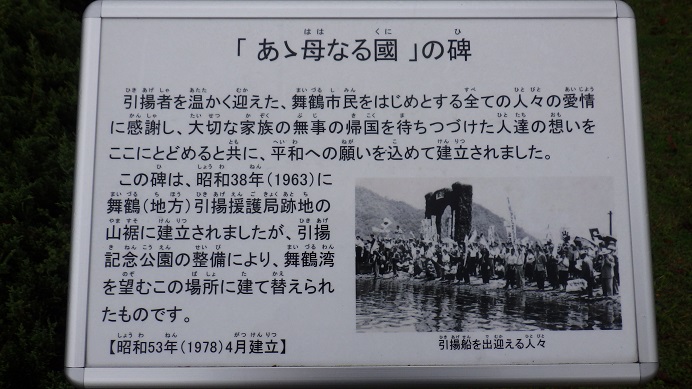 「 あゝ母なる國 」の碑
引揚者を温かく迎えた、舞鶴市民をはじめとする全ての人々の愛情
に感謝し、大切な家族の無事の帰国を待ちつづけた人達の想いを
ここにとどめると共に、平和への願いを込めて建立されました。
この碑は、昭和38年(1963)に
舞鶴(地方)引揚援護局跡地の
山裾に建立されましたが、引揚
記念公園の整備により、舞鶴湾
を望むこの場所に建て替えられ
たものです。
【昭和53年(1978)4月建立】
引揚船を出迎える人々